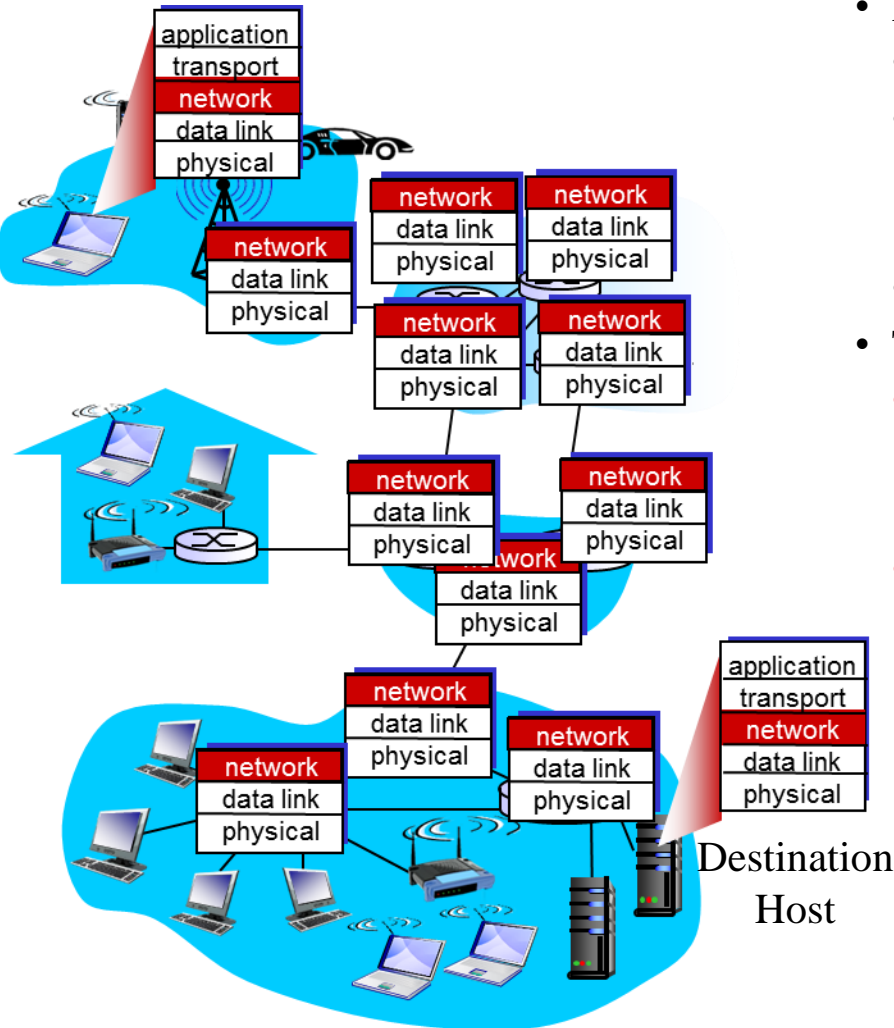 application
transport
network
data link
physical
network
data link
physical
network
data link
physical
network
data link
physical
network
data link
physical
network
data link
physical
network
data link
physical
network
data link
physical
network
data link
physical
network
data link
physical
network
data link
physical
network
data link
physical
application
transport
network
data link
physical
Destination
Host